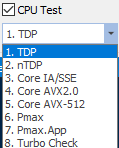 CPU Test
1. TDP
1. TDP
2. nTDP
3. Core IA/SSE
4. Core AVX2.0
5. Core AVX-512
6. Pmax
7. Pmax.App
8. Turbo Check